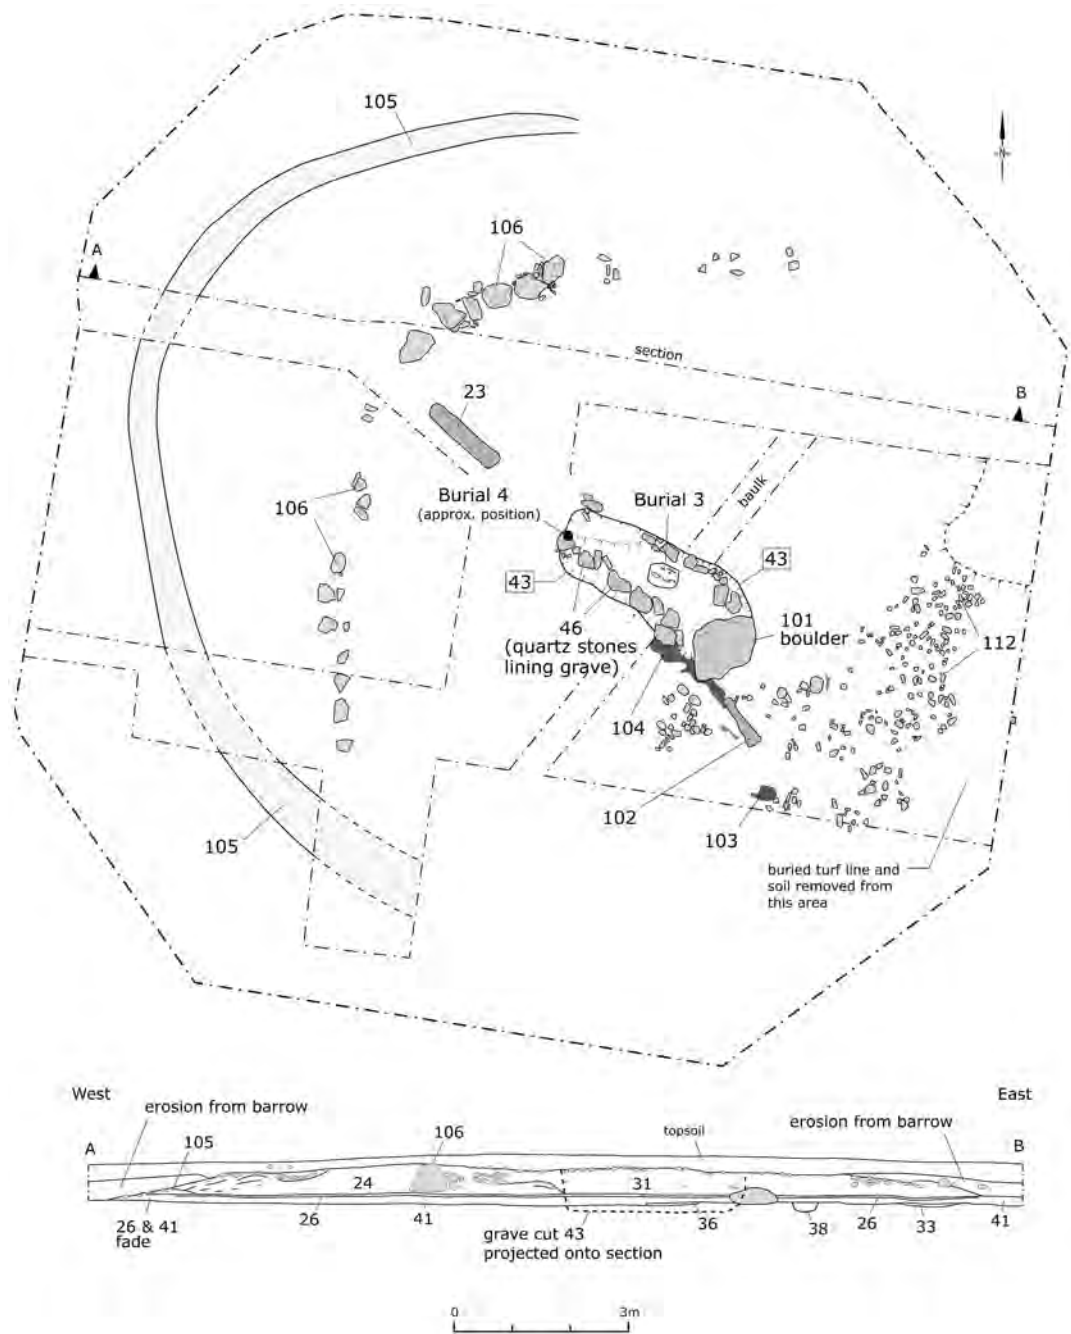 105
106
A
section
B
23
Burial 4
(approx. position)
Burial 3
baulk
106
43
43
46
(quartz stones
lining grave)
101
boulder
112
104
102
103
105
buried turf line and
soil removed from
this area
West
East
erosion from barrow
erosion from barrow
A
105
106
topsoil
B
24
31
26 & 41
fade
26
41
grave cut 43
projected onto section
36
38
26
33
41
0
3m